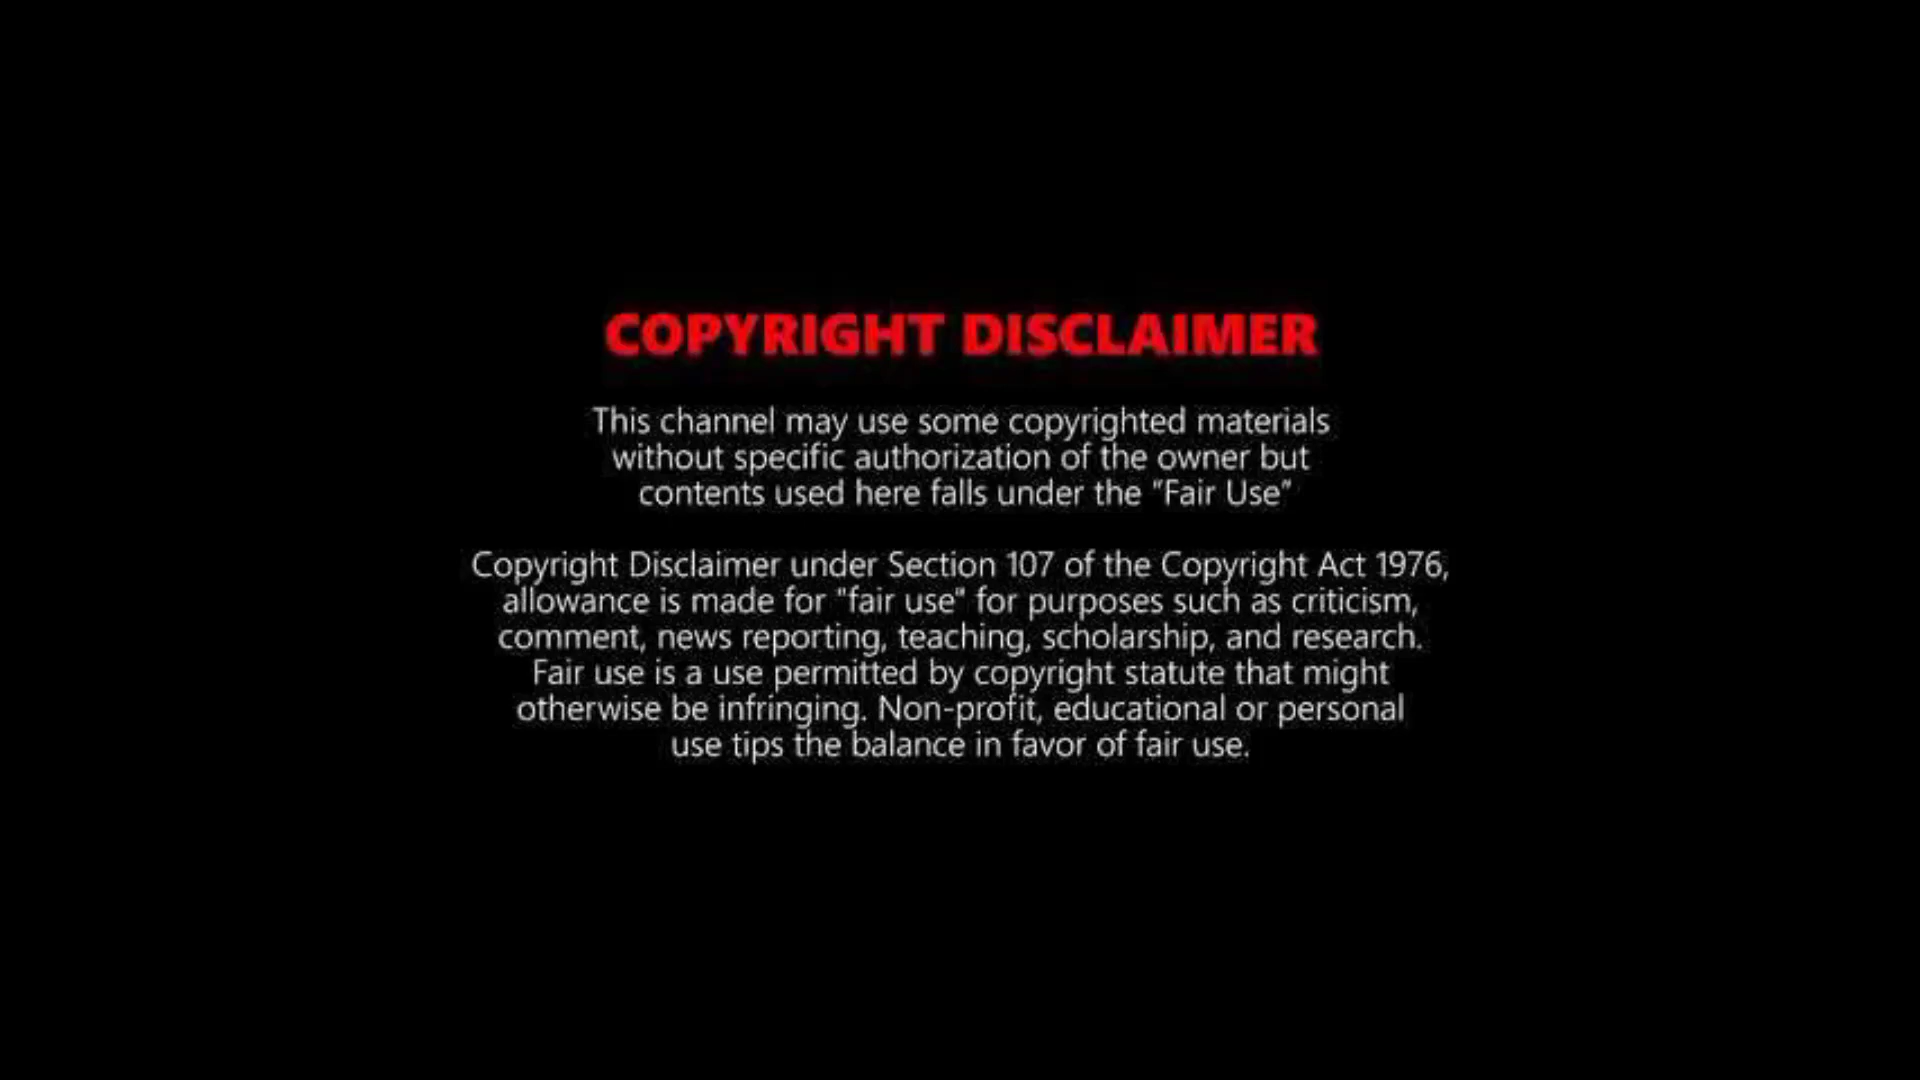 COPYRIGHT DISCLAIMER
This channel may use some copyrighted materials
without specific authorization of the owner but
contents used here falls under the "Fair Use"
Copyright Disclaimer under Section 107 of the Copyright Act 1976,
allowance is made for "fair use" for purposes such as criticism,
comment, news reporting, teaching, scholarship, and research.
Fair use is a use permitted by copyright statute that might
otherwise be infringing. Non-profit, educational or personal
use tips the balance in favor of fair use.